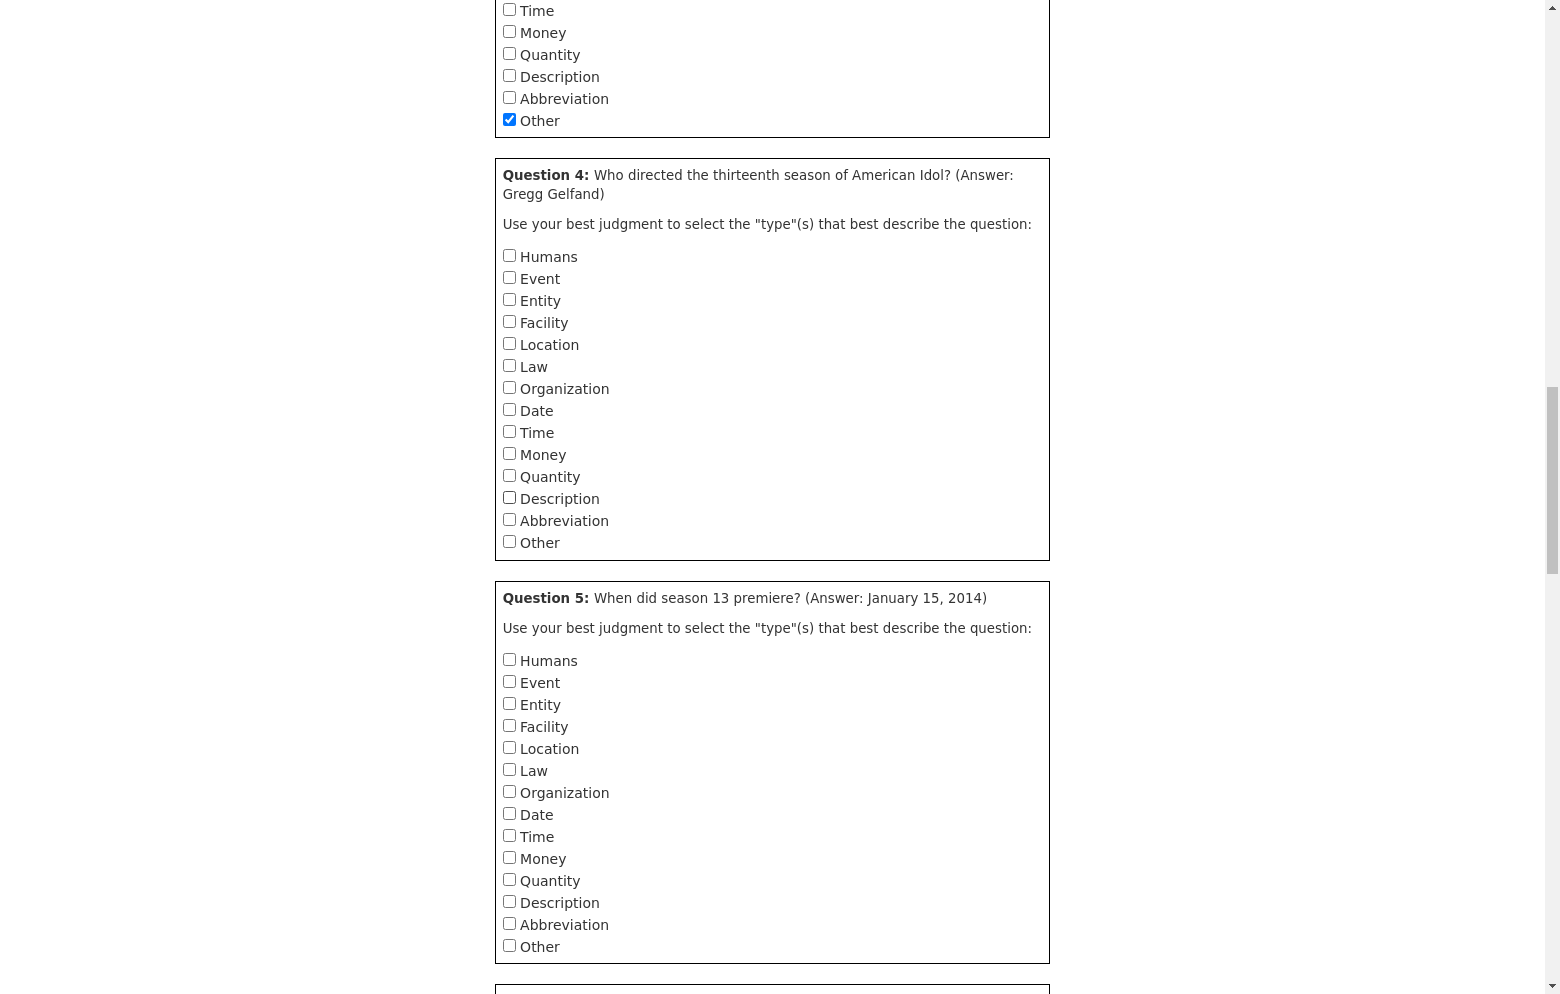 Time
Money
Quantity
Description
Abbreviation
Other
Question 4: Who directed the thirteenth season of American Idol? (Answer:
Gregg Gelfand)
Use your best judgment to select the "type"(s) that best describe the question:
Humans
Event
Entity
Facility
Location
Law
Organization
Date
Time
Money
Quantity
Description
Abbreviation
Other
Question 5: When did season 13 premiere? (Answer: January 15, 2014)
Use your best judgment to select the "type"(s) that best describe the question:
Humans
Event
Entity
Facility
Location
Law
Organization
Date
Time
Money
Quantity
Description
Abbreviation
Other